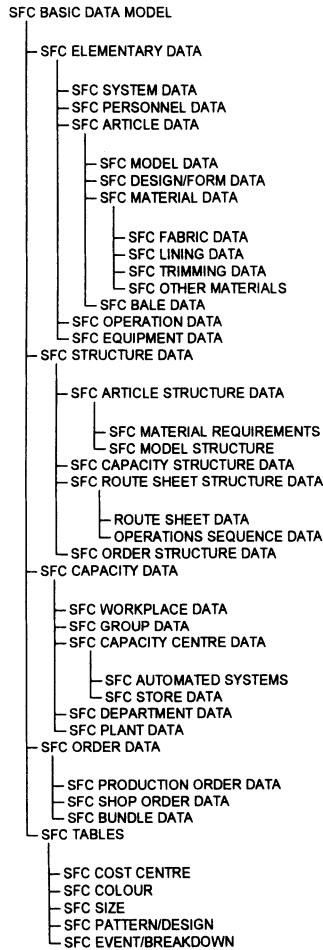 SFC BASIC DATA MODEL
SFC ELEMENTARY DATA
SFC SYSTEM DATA
SFC PERSONNEL DATA
SFC ARTICLE DATA
SFC MODEL DATA
SFC DESIGN/FORM DATA
SFC MATERIAL DATA
SFC FABRIC DATA
SFC LINING DATA
SFC TRIMMING DATA
SFC OTHER MATERIALS
SFC BALE DATA
SFC OPERATION DATA
SFC EQUIPMENT DATA
SFC STRUCTURE DATA
SFC ARTICLE STRUCTURE DATA
SFC MATERIAL REQUIREMENTS
SFC MODEL STRUCTURE
SFC CAPACITY STRUCTURE DATA
SFC ROUTE SHEET STRUCTURE DATA
ROUTE SHEET DATA
OPERATIONS SEQUENCE DATA
SFC ORDER STRUCTURE DATA
SFC CAPACITY DATA
SFC WORKPLACE DATA
SFC GROUP DATA
SFC CAPACITY CENTRE DATA
SFC AUTOMATED SYSTEMS
SFC STORE DATA
SFC DEPARTMENT DATA
SFC PLANT DATA
SFC ORDER DATA
SFC PRODUCTION ORDER DATA
SFC SHOP ORDER DATA
SFC BUNDLE DATA
SFC TABLES
SFC COST CENTRE
SFC COLOUR
SFC SIZE
SFC PATTERN/DESIGN
SFC EVENT/BREAKDOWN